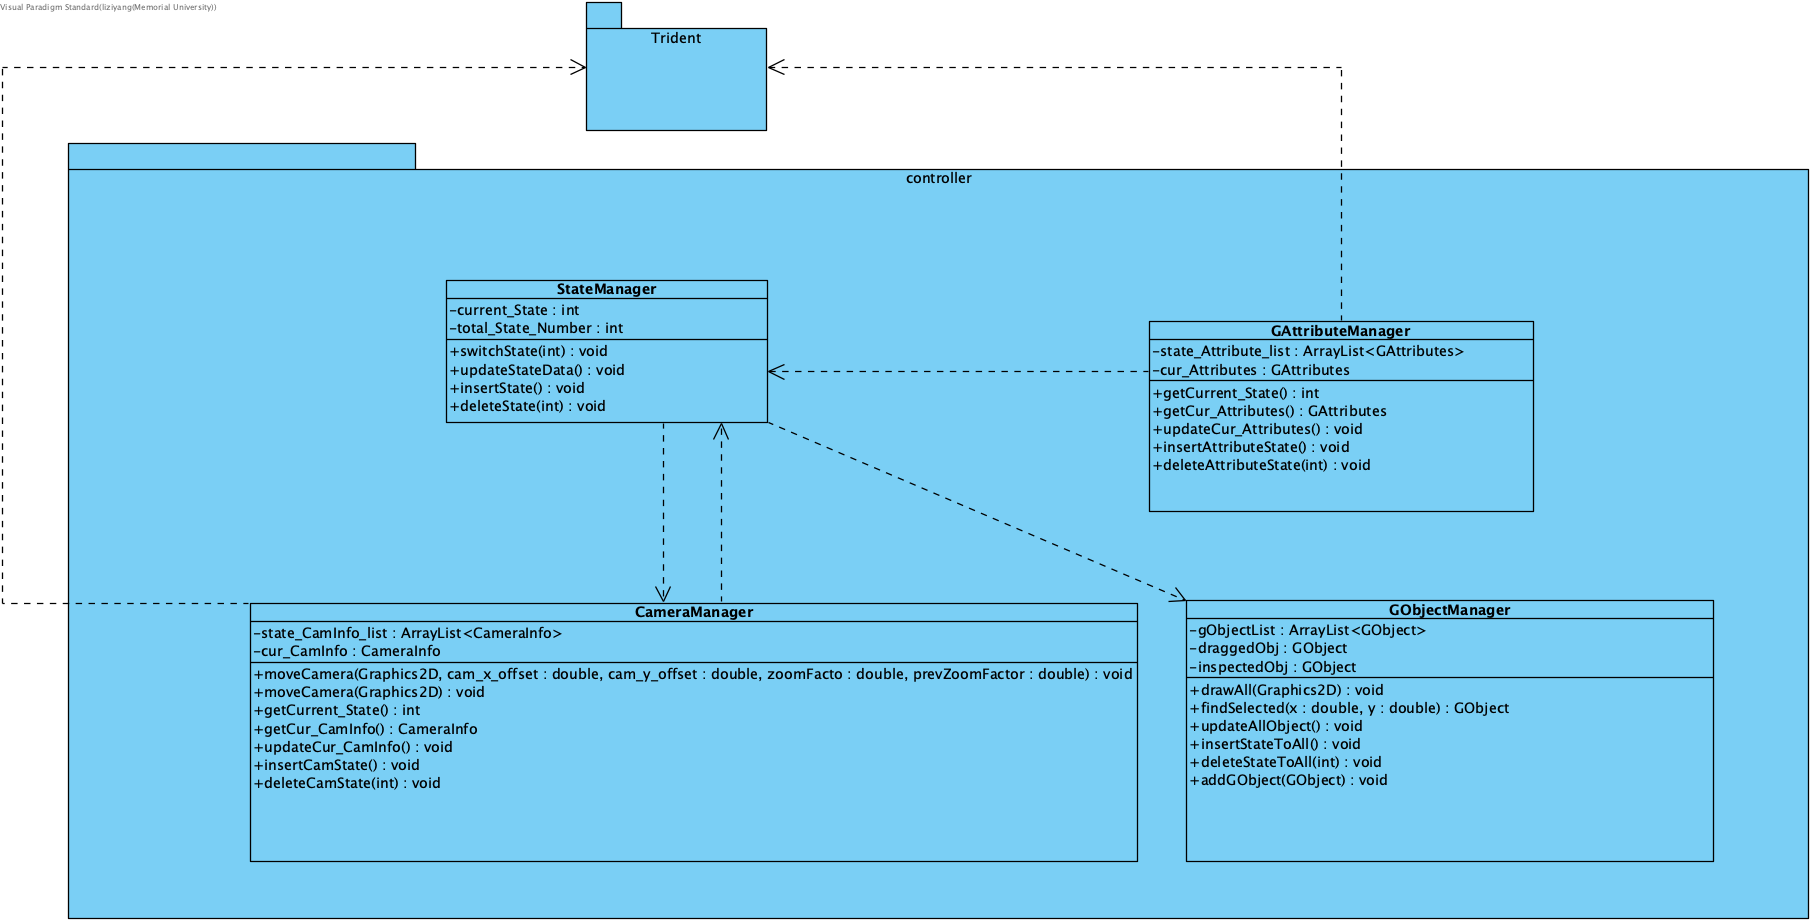 Visual Paradigm Standard(liziyang(Memorial University))
Trident
controller
StateManager
-current_State : int
-total_State_Number : int
+switchState(int) : void
+updateStateData() : void
+insertState() : void
+deleteState(int) : void
GAttributeManager
-state_Attribute_list : ArrayList<GAttributes>
-cur_Attributes : GAttributes
+getCurrent_State() : int
+getCur_Attributes() : GAttributes
+updateCur_Attributes() : void
+insertAttributeState() : void
+deleteAttributeState(int) : void
CameraManager
-state_CamInfo_list : ArrayList<CameraInfo>
-cur_CamInfo : CameraInfo
+moveCamera(Graphics2D, cam_x_offset : double, cam_y_offset : double, zoomFacto : double, prevZoomFactor : double) : void
+moveCamera(Graphics2D) : void
+getCurrent_State() : int
+getCur_CamInfo() : CameraInfo
+updateCur_CamInfo() : void
+insertCamState() : void
+deleteCamState(int) : void
GObjectManager
-gObjectList : ArrayList<GObject>
-draggedObj : GObject
-inspectedObj : GObject
+drawAll(Graphics2D) : void
+findSelected(x : double, y : double) : GObject
+updateAllObject() : void
+insertStateToAll() : void
+deleteStateToAll(int) : void
+addGObject(GObject) : void